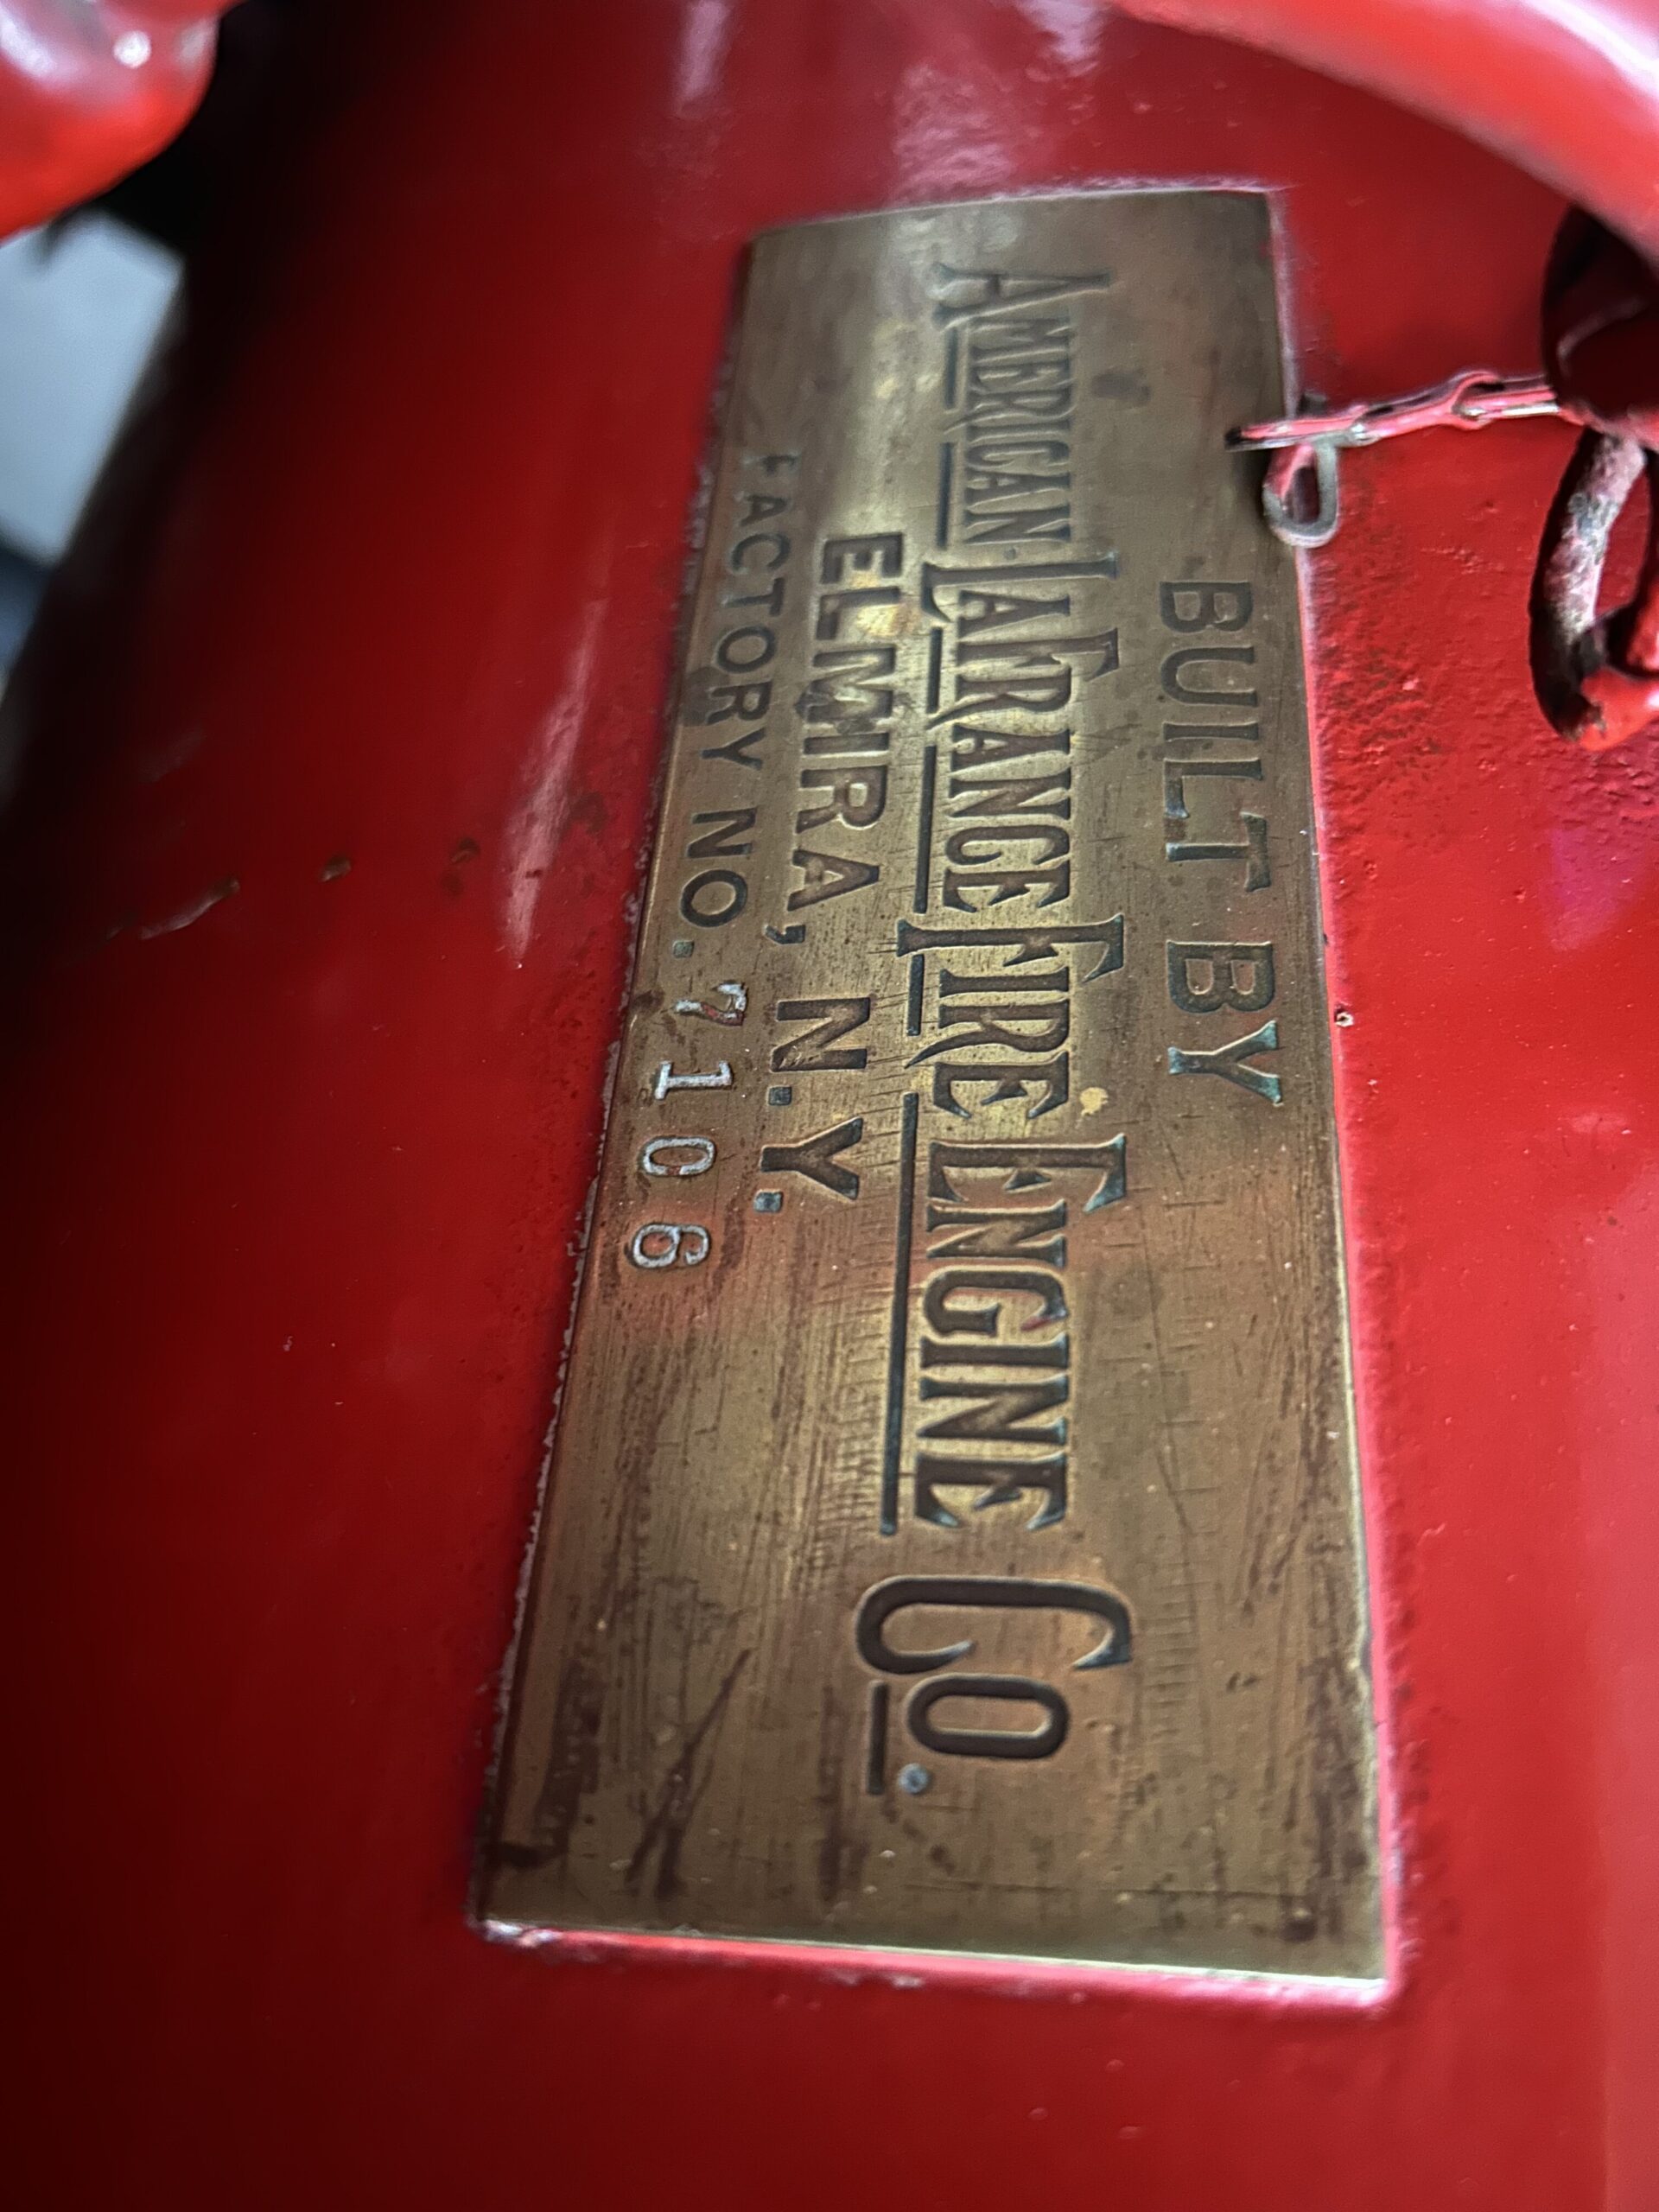 BUILT BY
AMERICAN-LAFRANCE FIRE ENGINE CO.
ELMIRA, N.Y.
FACTORY NO. 7106